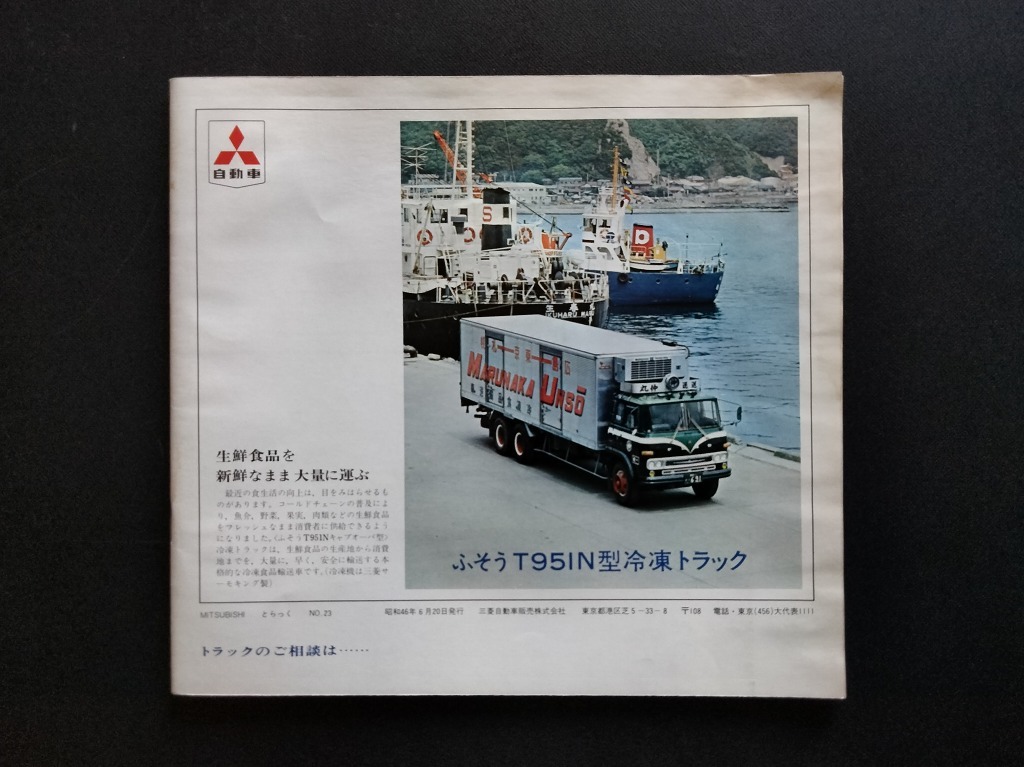 自動車
S
MARUNAKA URSŌ
生鮮食品を
新鮮なまま大量に運ぶ
最近の食生活の向上は、目をみはらせるも
のがあります。コールドチェーンの普及によ
り、魚介、野菜、果実、肉類などの生鮮食品
をフレッシュなまま消費者に供給できるよう
になりました。〈ふそうT951Nキャブオーバ型〉
冷凍トラックは、生鮮食品の生産地から消費
地までを、大量に、早く、安全に輸送する本
格的な冷凍食品輸送車です。(冷凍機は三菱サ
ーモキング製)
ふそうT951N型冷凍トラック
MITSUBISHI とらっく NO.23 昭和46年6月20日発行 三菱自動車販売株式会社 東京都港区芝5-33-8 〒108 電話・東京(456)大代表1111
トラックのご相談は……